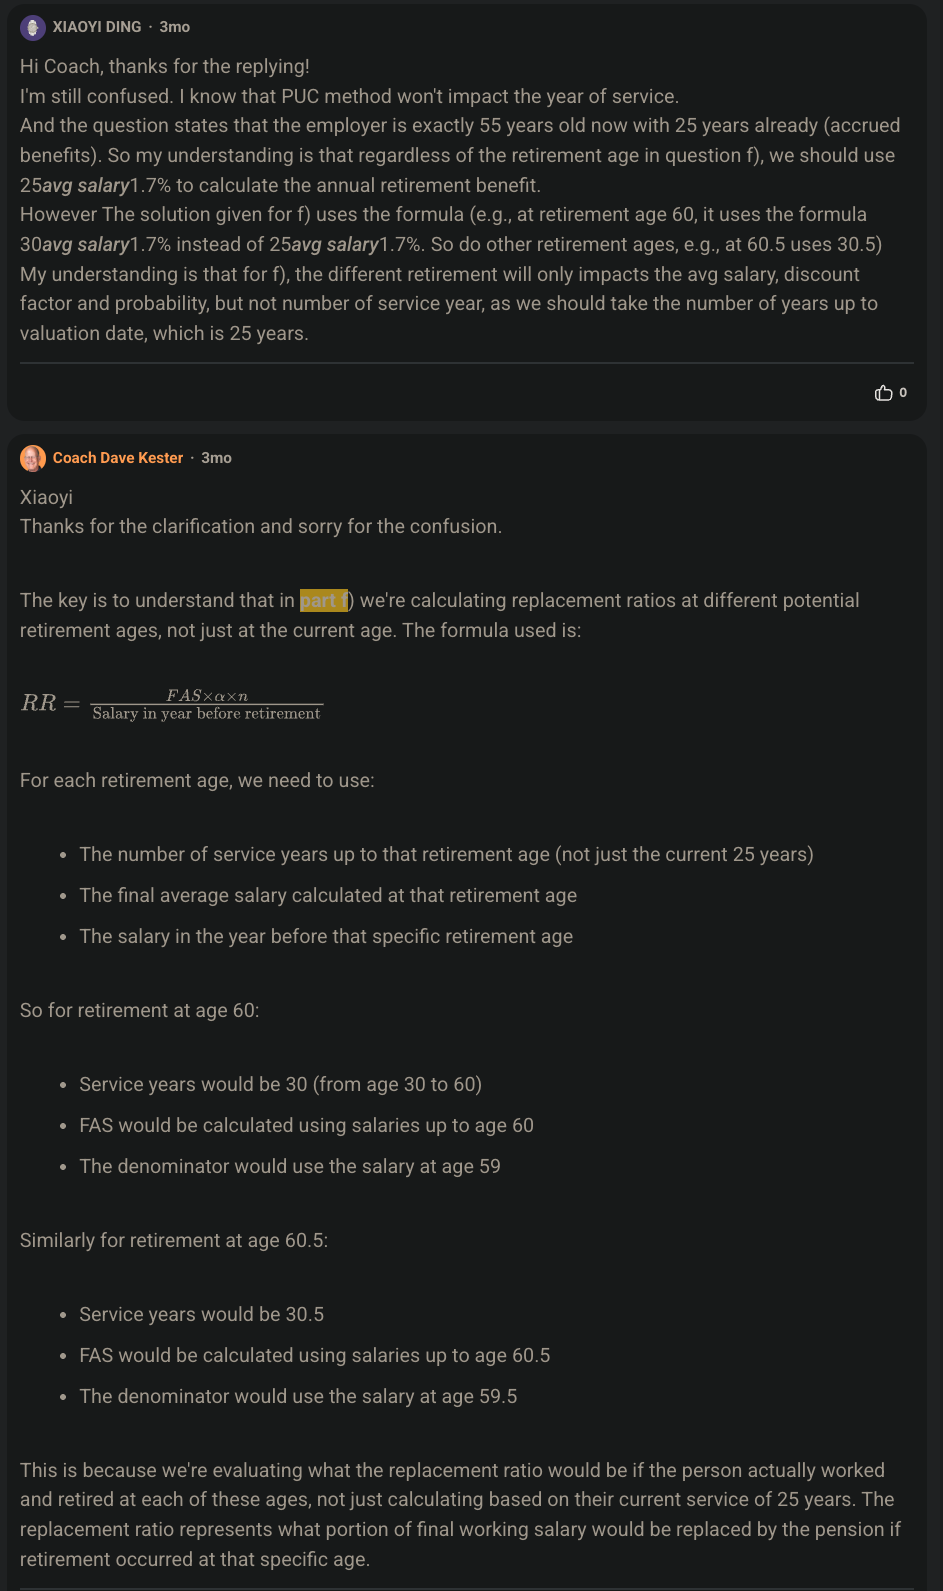 XIAOYI DING · 3mo
Hi Coach, thanks for the replying!
I'm still confused. I know that PUC method won't impact the year of service.
And the question states that the employer is exactly 55 years old now with 25 years already (accrued
benefits). So my understanding is that regardless of the retirement age in question f), we should use
25avg salary1.7% to calculate the annual retirement benefit.
However The solution given for f) uses the formula (e.g., at retirement age 60, it uses the formula
30avg salary1.7% instead of 25avg salary1.7%. So do other retirement ages, e.g., at 60.5 uses 30.5)
My understanding is that for f), the different retirement will only impacts the avg salary, discount
factor and probability, but not number of service year, as we should take the number of years up to
valuation date, which is 25 years.
0
Coach Dave Kester · 3mo
Xiaoyi
Thanks for the clarification and sorry for the confusion.
The key is to understand that in part f) we're calculating replacement ratios at different potential
retirement ages, not just at the current age. The formula used is:
RR = FAS×α×n / Salary in year before retirement
For each retirement age, we need to use:
• The number of service years up to that retirement age (not just the current 25 years)
• The final average salary calculated at that retirement age
• The salary in the year before that specific retirement age
So for retirement at age 60:
• Service years would be 30 (from age 30 to 60)
• FAS would be calculated using salaries up to age 60
• The denominator would use the salary at age 59
Similarly for retirement at age 60.5:
• Service years would be 30.5
• FAS would be calculated using salaries up to age 60.5
• The denominator would use the salary at age 59.5
This is because we're evaluating what the replacement ratio would be if the person actually worked
and retired at each of these ages, not just calculating based on their current service of 25 years. The
replacement ratio represents what portion of final working salary would be replaced by the pension if
retirement occurred at that specific age.